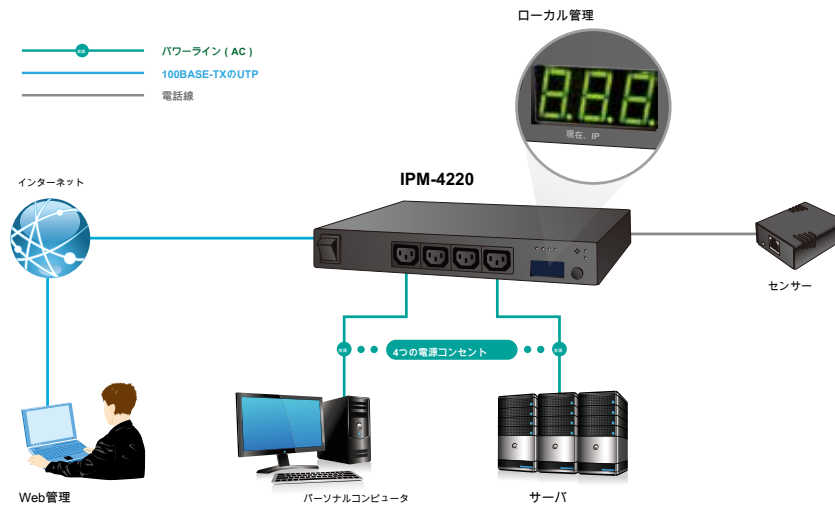 ローカル管理
パワーライン ( AC )
100BASE-TXのUTP
電話線
8.8.8
現在、IP
IPM-4220
インターネット
センサー
4つの電源コンセント
Web管理
パーソナルコンピュータ
サーバ